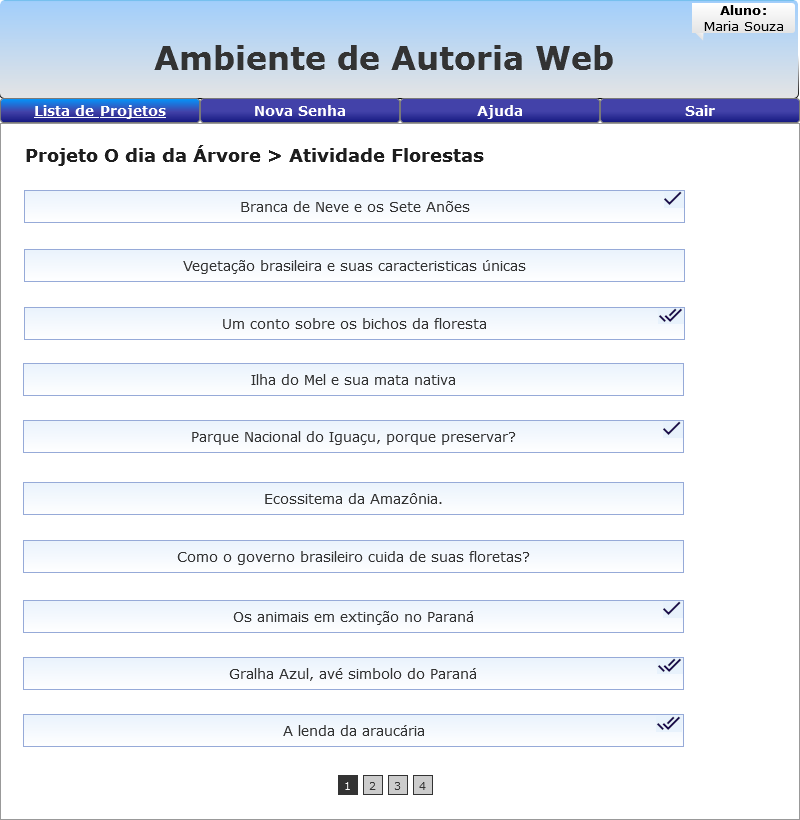 Aluno:
Maria Souza
Ambiente de Autoria Web
Lista de Projetos
Nova Senha
Ajuda
Sair
Projeto O dia da Árvore > Atividade Florestas
Branca de Neve e os Sete Anões
Vegetação brasileira e suas caracteristicas únicas
Um conto sobre os bichos da floresta
Ilha do Mel e sua mata nativa
Parque Nacional do Iguaçu, porque preservar?
Ecossitema da Amazônia.
Como o governo brasileiro cuida de suas floretas?
Os animais em extinção no Paraná
Gralha Azul, avé simbolo do Paraná
A lenda da araucária
1 2 3 4